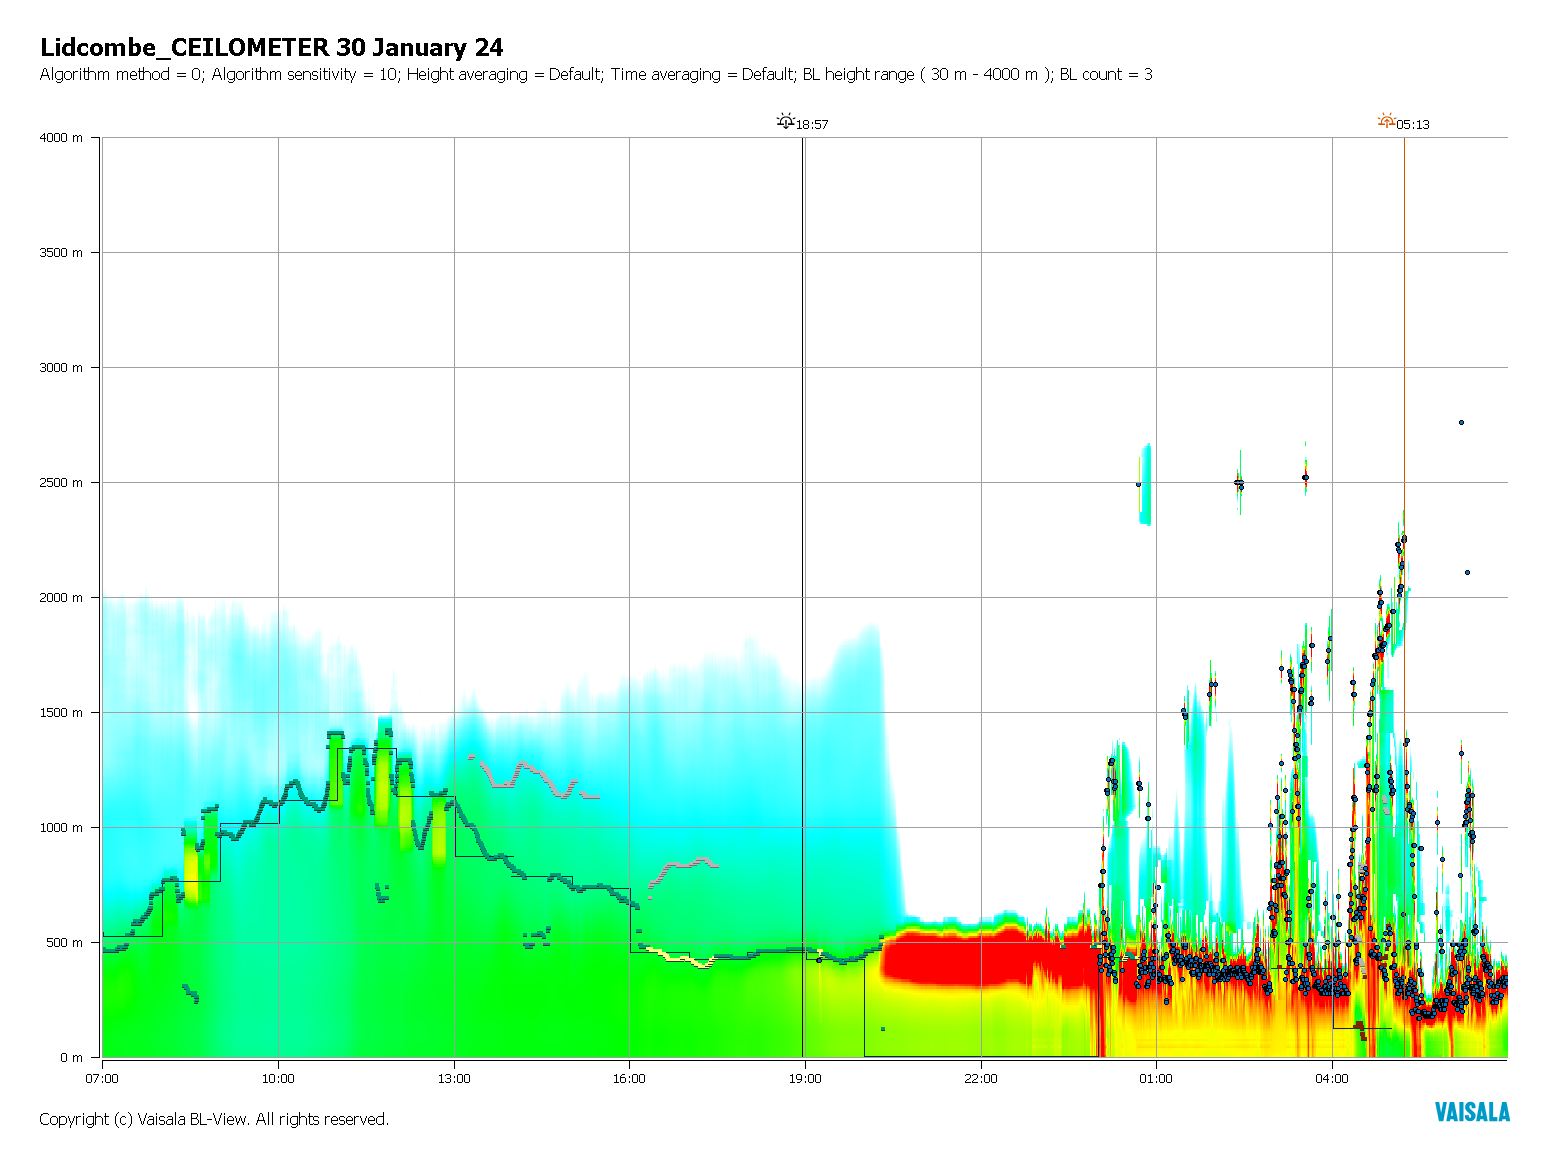 Lidcombe_CEILOMETER 30 January 24
Algorithm method = 0; Algorithm sensitivity = 10; Height averaging = Default; Time averaging = Default; BL height range ( 30 m - 4000 m ); BL count = 3
18:57
05:13
4000 m
3500 m
3000 m
2500 m
2000 m
1500 m
1000 m
500 m
0 m
07:00
10:00
13:00
16:00
19:00
22:00
01:00
04:00
Copyright (c) Vaisala BL-View. All rights reserved.
VAISALA